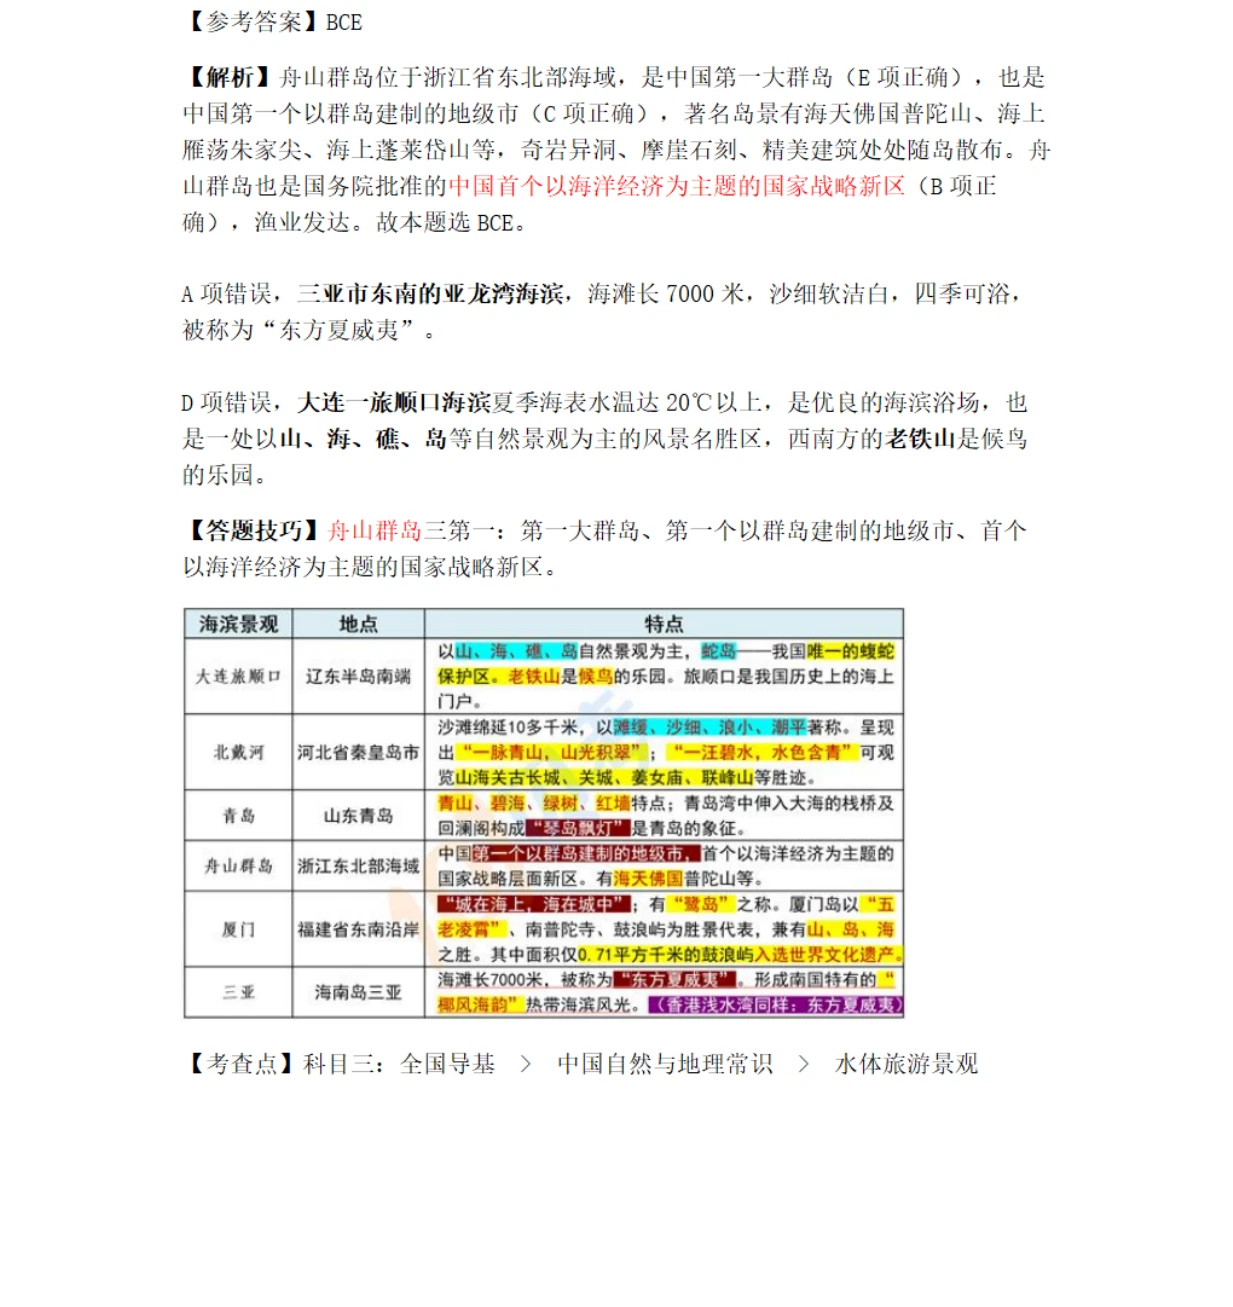 【参考答案】BCE
【解析】舟山群岛位于浙江省东北部海域，是中国第一大群岛（E 项正确），也是
中国第一个以群岛建制的地级市（C 项正确），著名岛景有海天佛国普陀山、海上
雁荡朱家尖、海上蓬莱岱山等，奇岩异洞、摩崖石刻、精美建筑处处随岛散布。舟
山群岛也是国务院批准的中国首个以海洋经济为主题的国家战略新区（B 项正
确），渔业发达。故本题选 BCE。
A 项错误，三亚市东南的亚龙湾海滨，海滩长 7000 米，沙细软洁白，四季可浴，
被称为“东方夏威夷”。
D 项错误，大连一旅顺口海滨夏季海表水温达 20℃以上，是优良的海滨浴场，也
是一处以山、海、礁、岛等自然景观为主的风景名胜区，西南方的老铁山是候鸟
的乐园。
【答题技巧】舟山群岛三第一：第一大群岛、第一个以群岛建制的地级市、首个
以海洋经济为主题的国家战略新区。
海滨景观 地点 特点
大连旅顺口 辽东半岛南端 以山、海、礁、岛自然景观为主，蛇岛——我国唯一的蝮蛇
保护区。老铁山是候鸟的乐园。旅顺口是我国历史上的海上
门户。
北戴河 河北省秦皇岛市 沙滩绵延10多千米，以滩缓、沙细、浪小、潮平著称。呈现
出“一脉青山，山光积翠”；“一汪碧水，水色含青”可观
览山海关古长城、关城、姜女庙、联峰山等胜迹。
青岛 山东青岛 青山、碧海、绿树、红墙特点；青岛湾中伸入大海的栈桥及
回澜阁构成“琴岛飘灯”是青岛的象征。
舟山群岛 浙江东北部海域 中国第一个以群岛建制的地级市，首个以海洋经济为主题的
国家战略层面新区。有海天佛国普陀山等。
厦门 福建省东南沿岸 “城在海上，海在城中”；有“鹭岛”之称。厦门岛以“五
老凌霄”、南普陀寺、鼓浪屿为胜景代表，兼有山、岛、海
之胜。其中面积仅0.71平方千米的鼓浪屿入选世界文化遗产。
三亚 海南岛三亚 海滩长7000米，被称为“东方夏威夷”。形成南国特有的“
椰风海韵”热带海滨风光。（香港浅水湾同样：东方夏威夷）
【考查点】科目三：全国导基 > 中国自然与地理常识 > 水体旅游景观